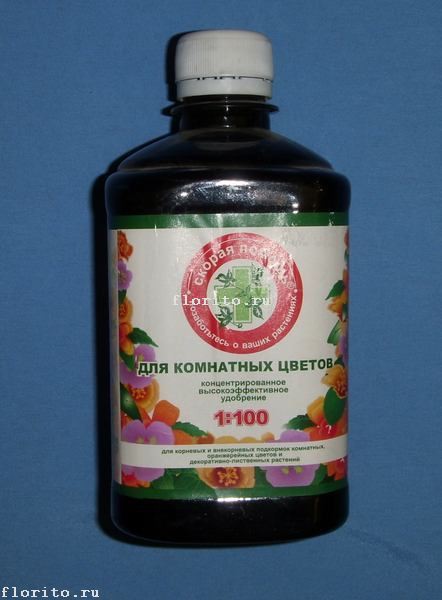 скорая помощь
florito.ru
позаботьтесь о ваших растениях
ДЛЯ КОМНАТНЫХ ЦВЕТОВ
концентрированное
высокоэффективное
удобрение
1:100
для корневых и внекорневых подкормок комнатных,
оранжерейных цветов и
декоративно-лиственных растений
florito.ru